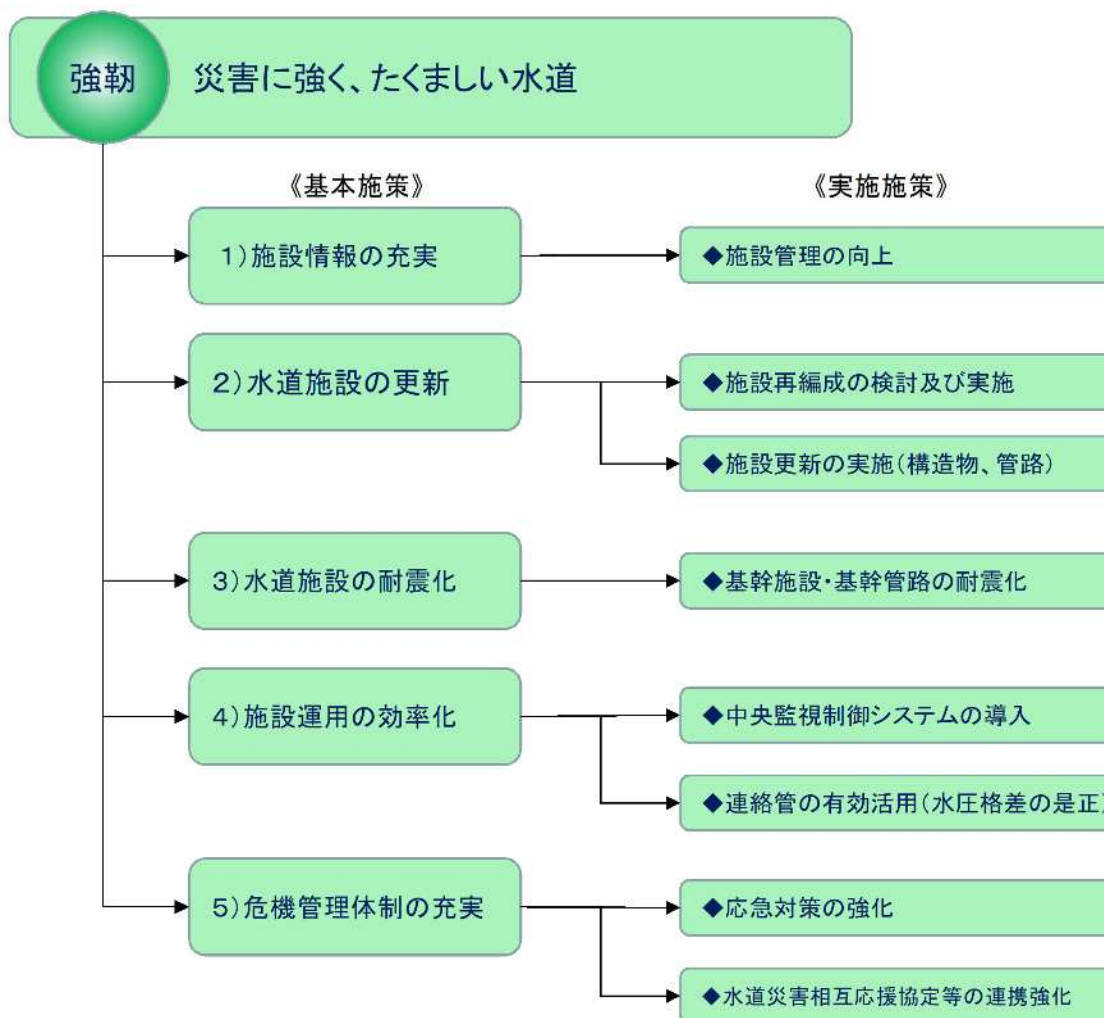 強靭 災害に強く、たくましい水道
《基本施策》 《実施施策》
1)施設情報の充実
◆施設管理の向上
2)水道施設の更新
◆施設再編成の検討及び実施
◆施設更新の実施(構造物、管路)
3)水道施設の耐震化
◆基幹施設・基幹管路の耐震化
4)施設運用の効率化
◆中央監視制御システムの導入
◆連絡管の有効活用(水圧格差の是正)
5)危機管理体制の充実
◆応急対策の強化
◆水道災害相互応援協定等の連携強化